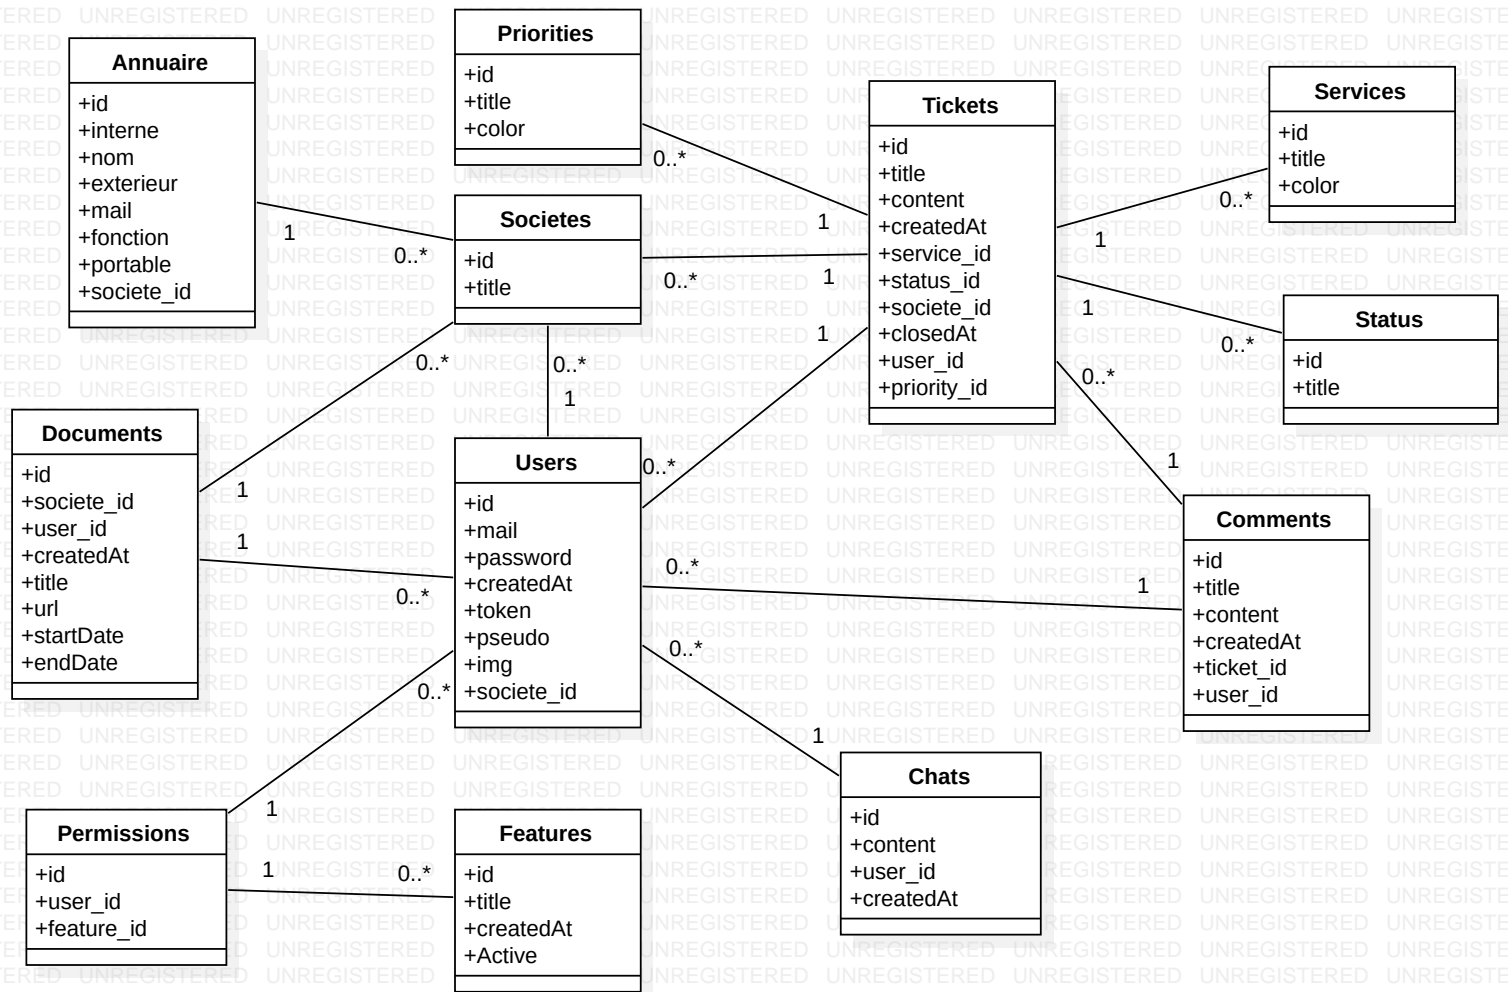 Annuaire
+id
+interne
+nom
+exterieur
+mail
+fonction
+portable
+societe_id
Priorities
+id
+title
+color
Societes
+id
+title
Tickets
+id
+title
+content
+createdAt
+service_id
+status_id
+societe_id
+closedAt
+user_id
+priority_id
Services
+id
+title
+color
Status
+id
+title
0..*
1
1
0..*
0..*
1
1
0..*
1
0..*
0..*
1
0..*
1
1
0..*
0..*
1
Documents
+id
+societe_id
+user_id
+createdAt
+title
+url
+startDate
+endDate
Users
+id
+mail
+password
+createdAt
+token
+pseudo
+img
+societe_id
Comments
+id
+title
+content
+createdAt
+ticket_id
+user_id
1
0..*
0..*
1
0..*
1
0..*
1
Permissions
+id
+user_id
+feature_id
1
0..*
Features
+id
+title
+createdAt
+Active
Chats
+id
+content
+user_id
+createdAt
UNREGISTERED